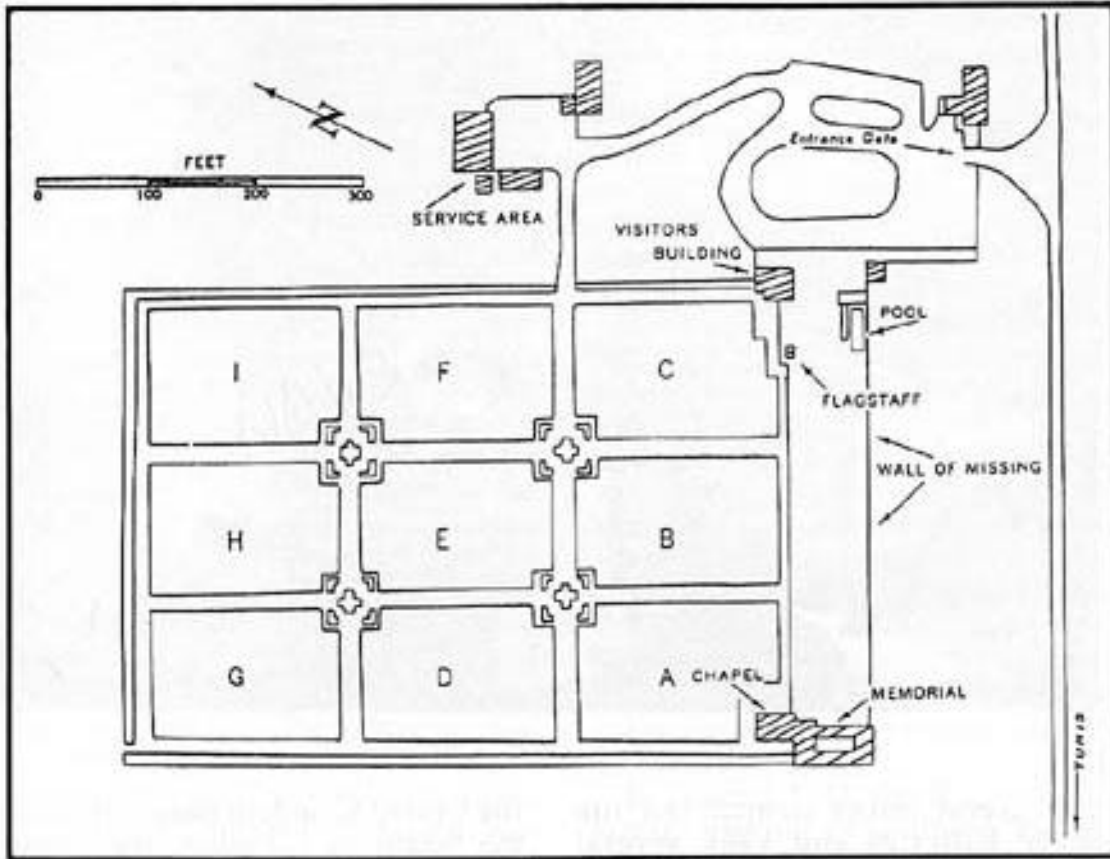 N
FEET
0 100 200 300
SERVICE AREA
Entrance Gate
VISITORS
BUILDING
POOL
FLAGSTAFF
WALL OF MISSING
I F C
H E B
G D A
CHAPEL
MEMORIAL
TUNIS